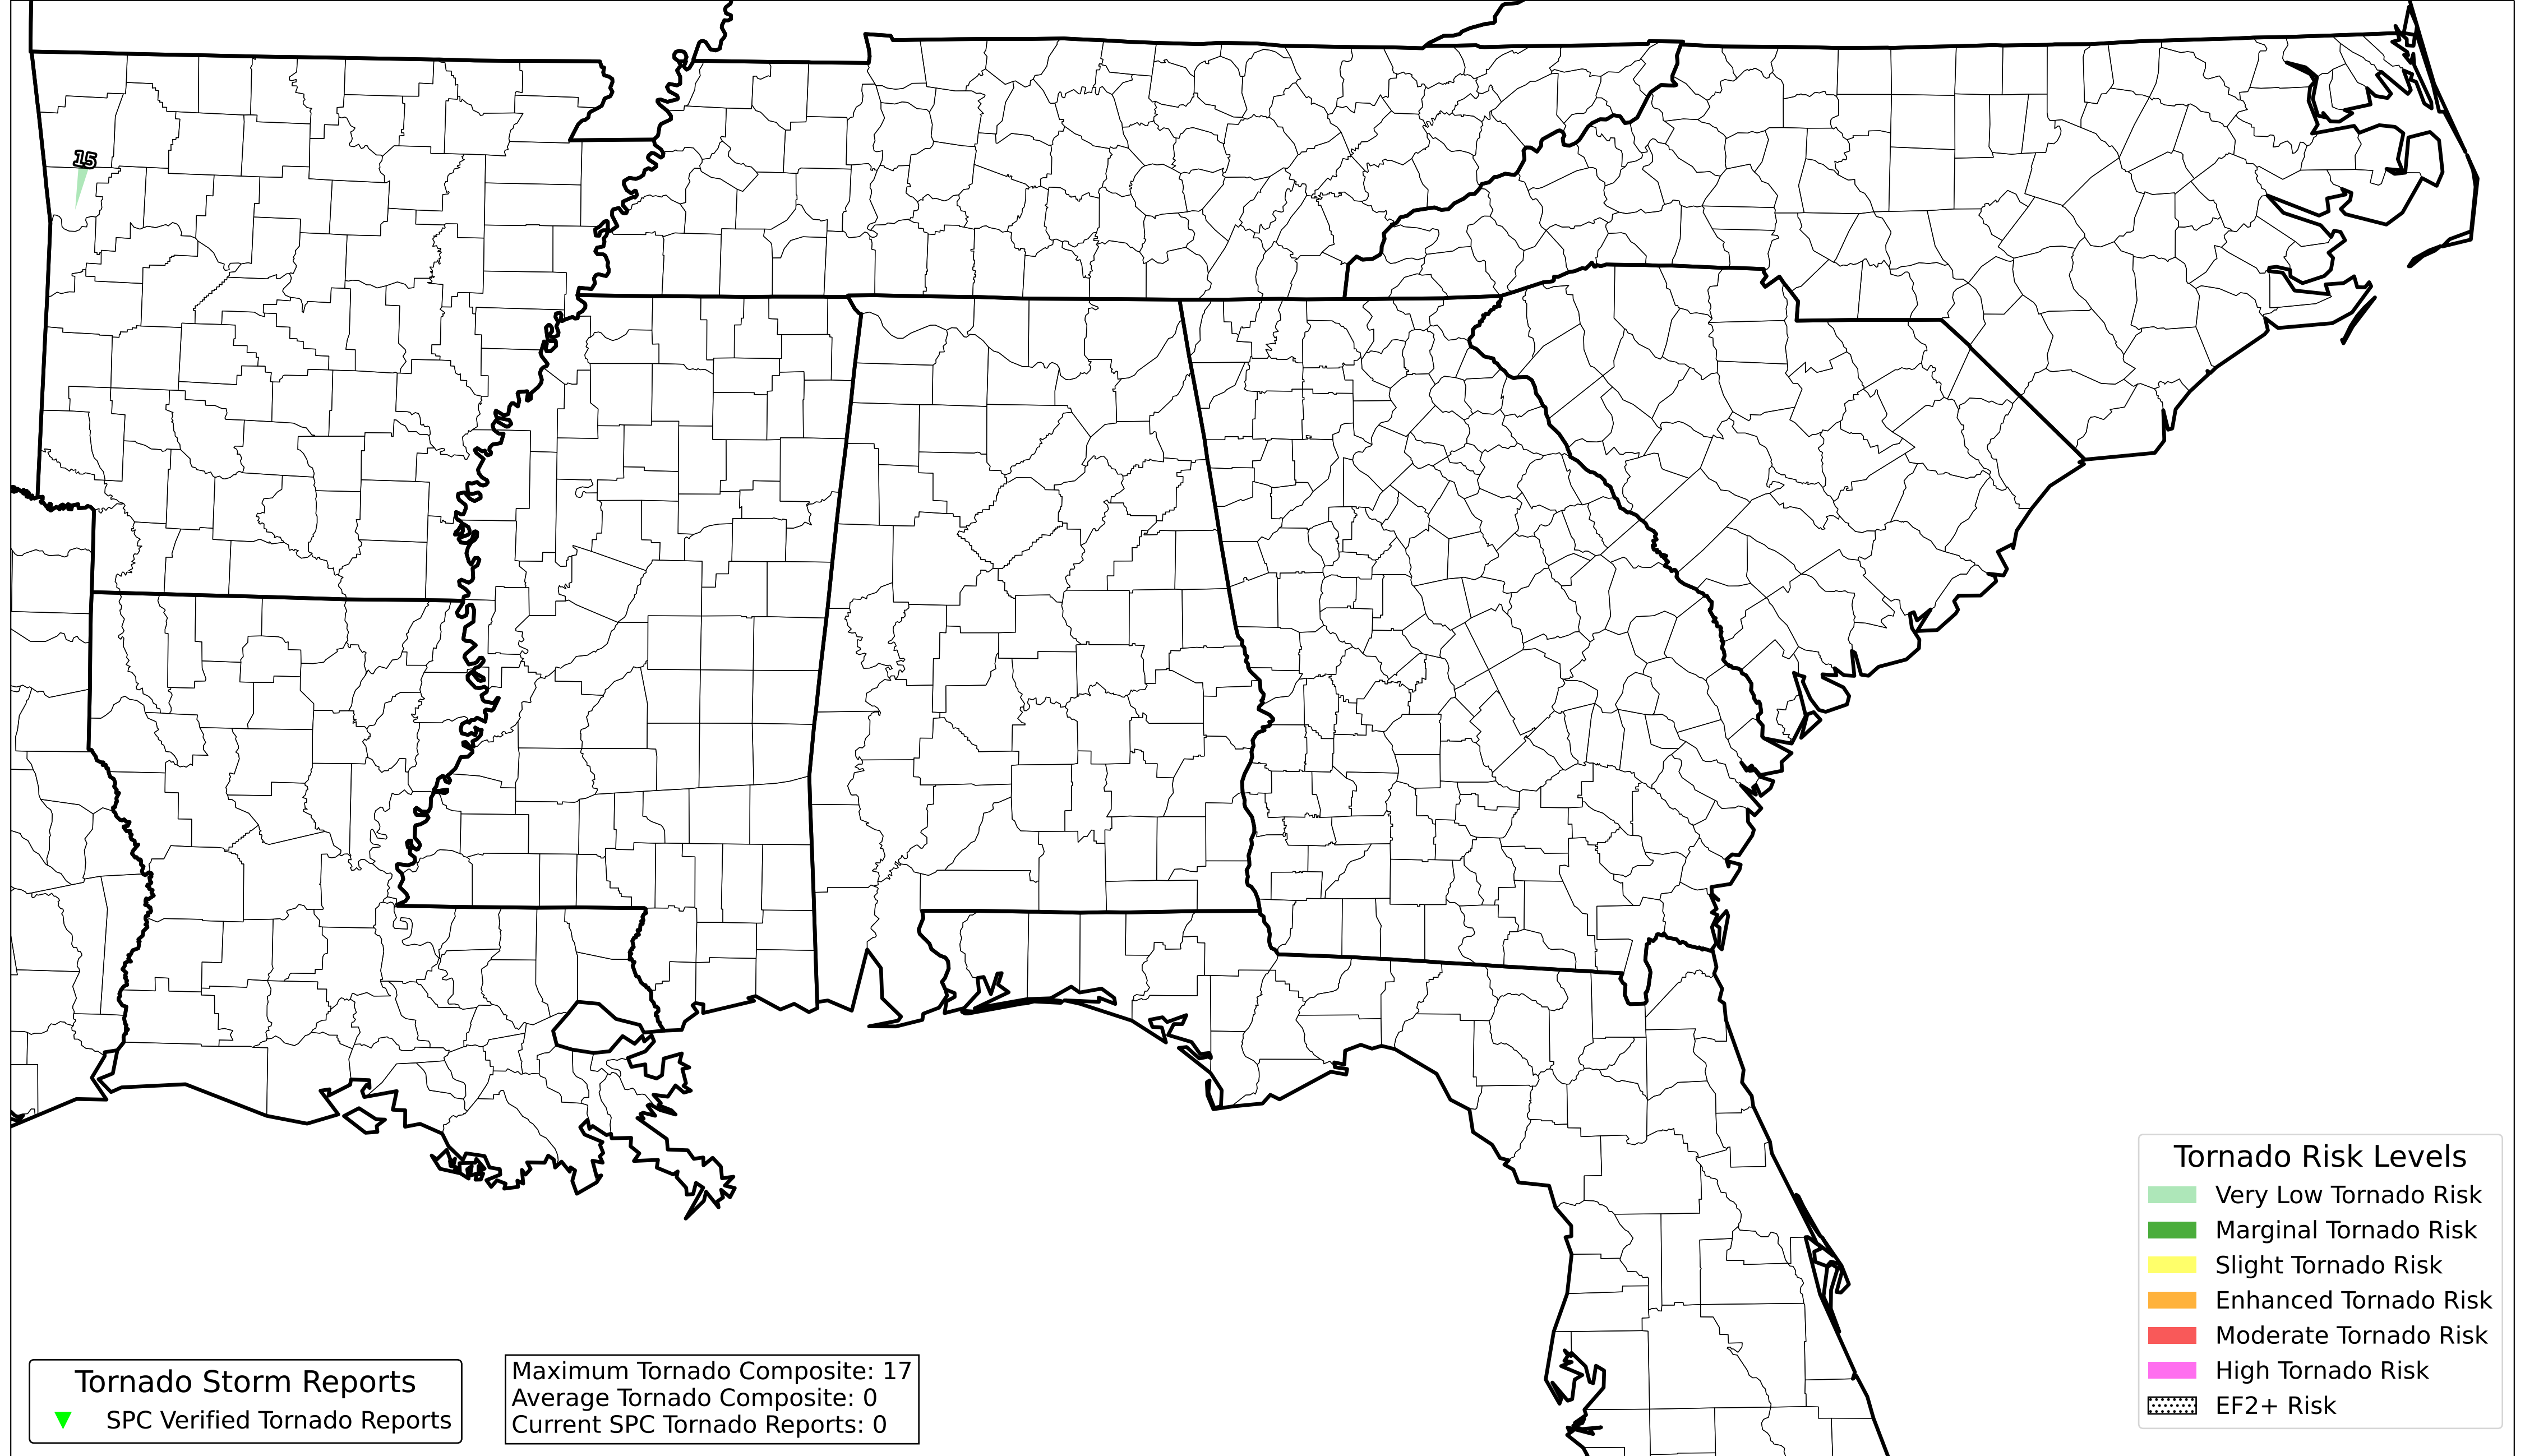 15
Tornado Risk Levels
Very Low Tornado Risk
Marginal Tornado Risk
Slight Tornado Risk
Enhanced Tornado Risk
Moderate Tornado Risk
High Tornado Risk
EF2+ Risk
Tornado Storm Reports
SPC Verified Tornado Reports
Maximum Tornado Composite: 17
Average Tornado Composite: 0
Current SPC Tornado Reports: 0